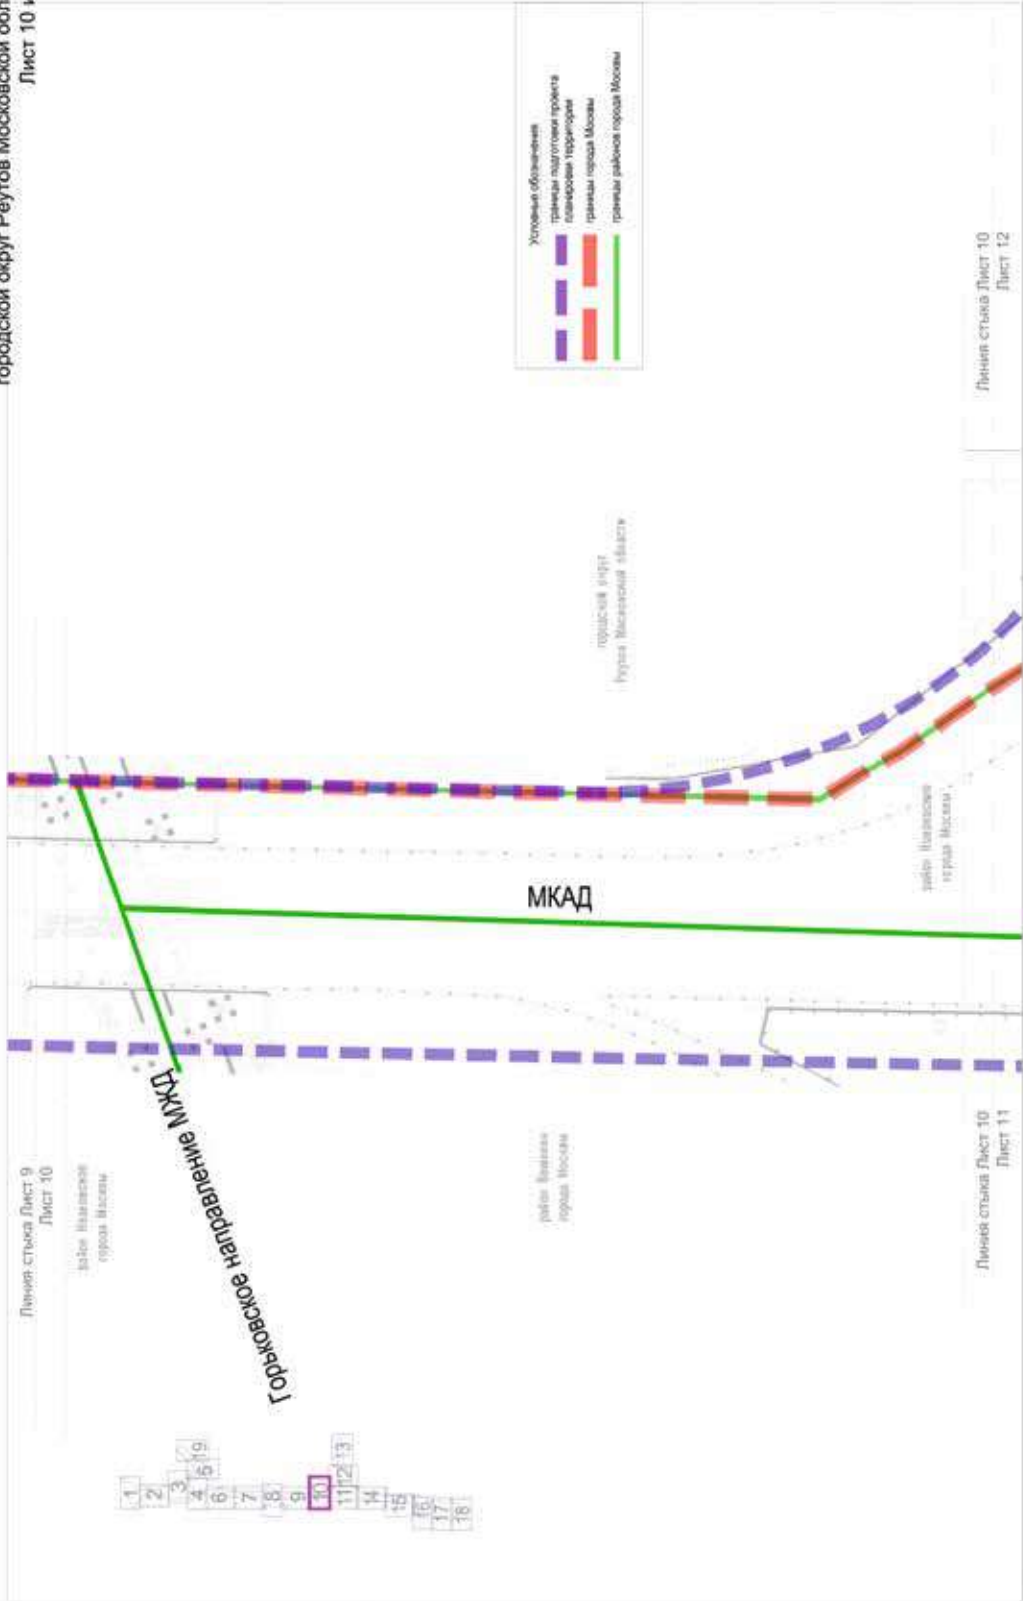 городской округ Реутов Московской обл
Лист 10 и
Условные обозначения
границы подготовки проекта
планировки территории
границы города Москвы
границы районов города Москвы
городской округ
Реутов Московской области
Линия стыка Лист 10
Лист 12
МКАД
район Ивановское
города Москвы
Линия стыка Лист 9
Лист 10
район Ивановское
города Москвы
Горьковское направление МЖД
район Вешняки
города Москвы
Линия стыка Лист 10
Лист 11
1
2
3
4 5 19
6
7
8
9
10
11 12 13
14
15
16
17
18